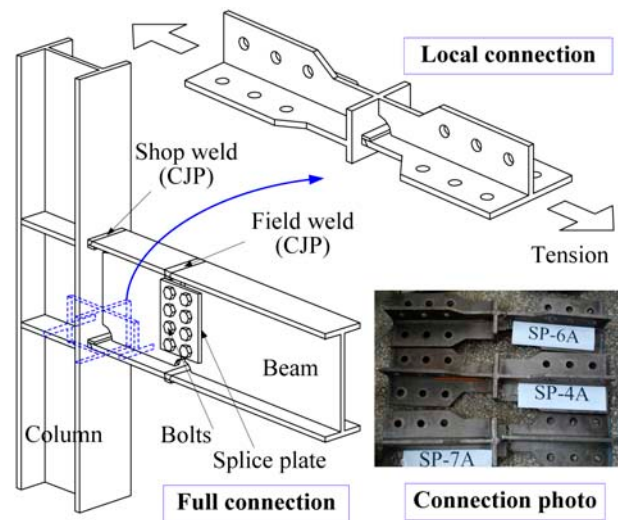 Local connection
Shop weld
(CJP)
Field weld
(CJP)
Tension
Beam
SP-6A
SP-4A
SP-7A
Column
Bolts
Splice plate
Full connection
Connection photo